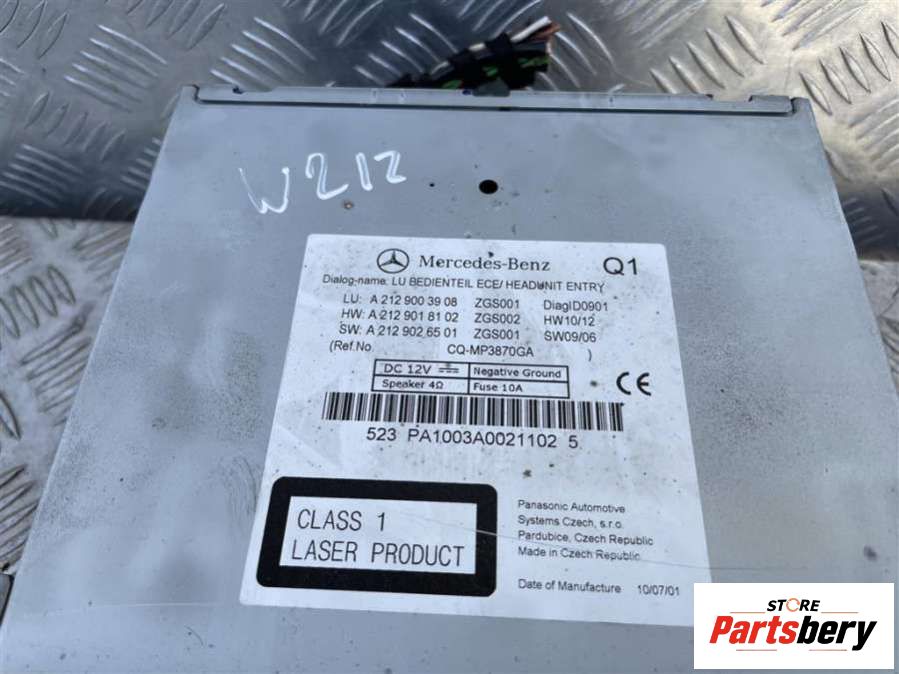 W212
Mercedes-Benz Q1
Dialog-name: LU BEDIENTEIL ECE/ HEADUNIT ENTRY
LU: A 212 900 39 08 ZGS001 DiagID0901
HW: A 212 901 81 02 ZGS002 HW10/12
SW: A 212 902 65 01 ZGS001 SW09/06
(Ref.No. CQ-MP3870GA )
DC 12V Negative Ground
Speaker 4Ω Fuse 10A
CE
523 PA1003A0021102 5
CLASS 1
LASER PRODUCT
Panasonic Automotive
Systems Czech, s.r.o.
Pardubice, Czech Republic
Made in Czech Republic
Date of Manufacture 10/07/01
STORE
Partsbery